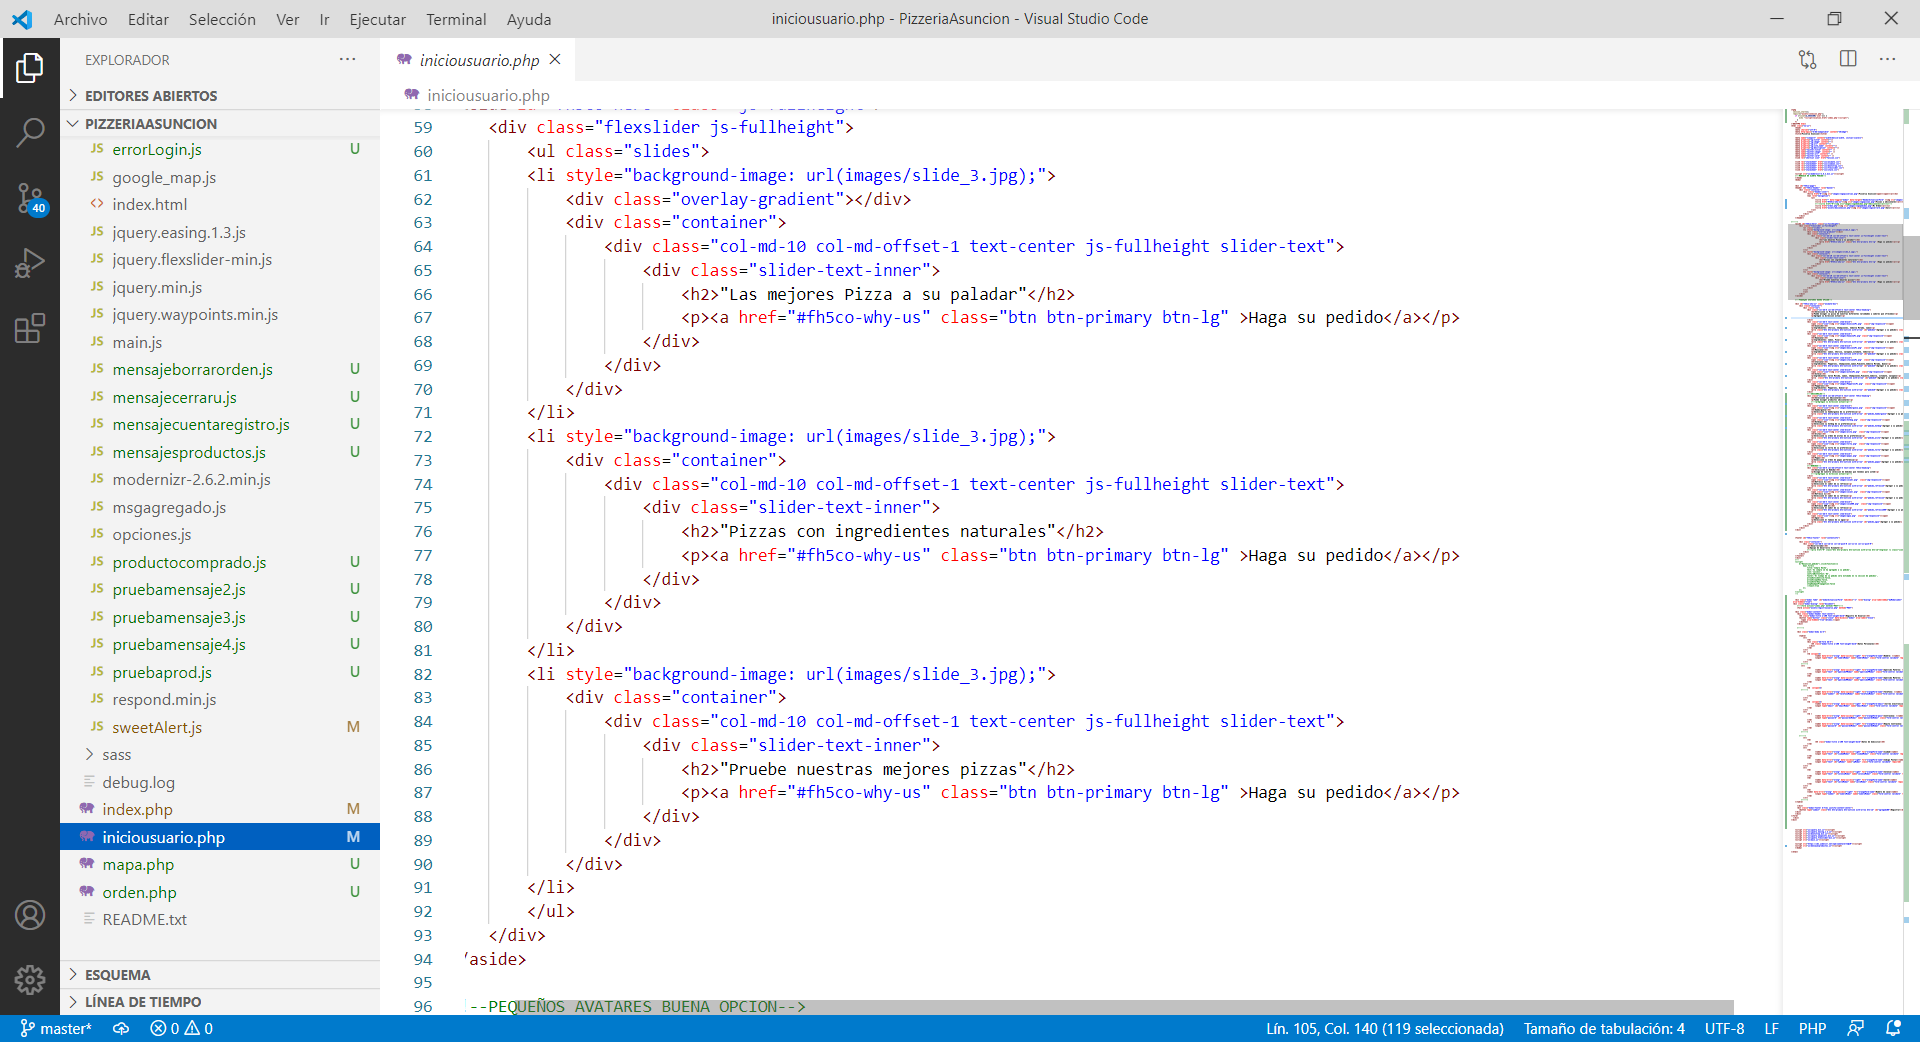 Archivo Editar Selección Ver Ir Ejecutar Terminal Ayuda
iniciousuario.php - PizzeriaAsuncion - Visual Studio Code
EXPLORADOR
EDITORES ABIERTOS
PIZZERIAASUNCION
JS errorLogin.js U
JS google_map.js
<> index.html
JS jquery.easing.1.3.js
JS jquery.flexslider-min.js
JS jquery.min.js
JS jquery.waypoints.min.js
JS main.js
JS mensajeborrarorden.js U
JS mensajecerraru.js U
JS mensajecuentaregistro.js U
JS mensajesproductos.js U
JS modernizr-2.6.2.min.js
JS msgagregado.js
JS opciones.js
JS productocomprado.js U
JS pruebamensaje2.js U
JS pruebamensaje3.js U
JS pruebamensaje4.js U
JS pruebaprod.js U
JS respond.min.js
JS sweetAlert.js M
sass
debug.log
index.php M
iniciousuario.php M
mapa.php U
orden.php U
README.txt
ESQUEMA
LÍNEA DE TIEMPO
40
iniciousuario.php
iniciousuario.php
59 <div class="flexslider js-fullheight">
60 <ul class="slides">
61 <li style="background-image: url(images/slide_3.jpg);">
62 <div class="overlay-gradient"></div>
63 <div class="container">
64 <div class="col-md-10 col-md-offset-1 text-center js-fullheight slider-text">
65 <div class="slider-text-inner">
66 <h2>"Las mejores Pizza a su paladar"</h2>
67 <p><a href="#fh5co-why-us" class="btn btn-primary btn-lg" >Haga su pedido</a></p>
68 </div>
69 </div>
70 </div>
71 </li>
72 <li style="background-image: url(images/slide_3.jpg);">
73 <div class="container">
74 <div class="col-md-10 col-md-offset-1 text-center js-fullheight slider-text">
75 <div class="slider-text-inner">
76 <h2>"Pizzas con ingredientes naturales"</h2>
77 <p><a href="#fh5co-why-us" class="btn btn-primary btn-lg" >Haga su pedido</a></p>
78 </div>
79 </div>
80 </div>
81 </li>
82 <li style="background-image: url(images/slide_3.jpg);">
83 <div class="container">
84 <div class="col-md-10 col-md-offset-1 text-center js-fullheight slider-text">
85 <div class="slider-text-inner">
86 <h2>"Pruebe nuestras mejores pizzas"</h2>
87 <p><a href="#fh5co-why-us" class="btn btn-primary btn-lg" >Haga su pedido</a></p>
88 </div>
89 </div>
90 </div>
91 </li>
92 </ul>
93 </div>
94 /aside>
95
96 --PEQUEÑOS AVATARES BUENA OPCION-->
master* 0 0 Lín. 105, Col. 140 (119 seleccionada) Tamaño de tabulación: 4 UTF-8 LF PHP